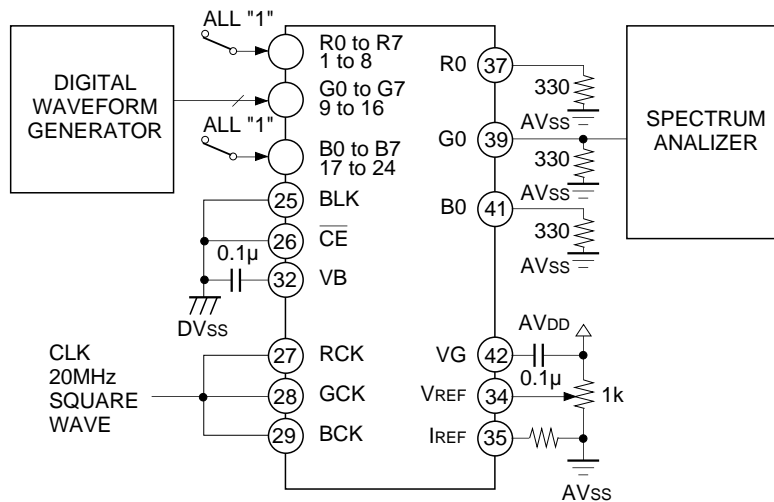 ALL "1"
R0 to R7
1 to 8
DIGITAL
WAVEFORM
GENERATOR
G0 to G7
9 to 16
ALL "1"
B0 to B7
17 to 24
25
BLK
26
CE
0.1μ
32
VB
DVss
CLK
20MHz
SQUARE
WAVE
27
RCK
28
GCK
29
BCK
R0
37
330
AVss
G0
39
330
AVss
B0
41
330
AVss
SPECTRUM
ANALIZER
AVDD
VG
42
0.1μ
VREF
34
1k
IREF
35
AVss